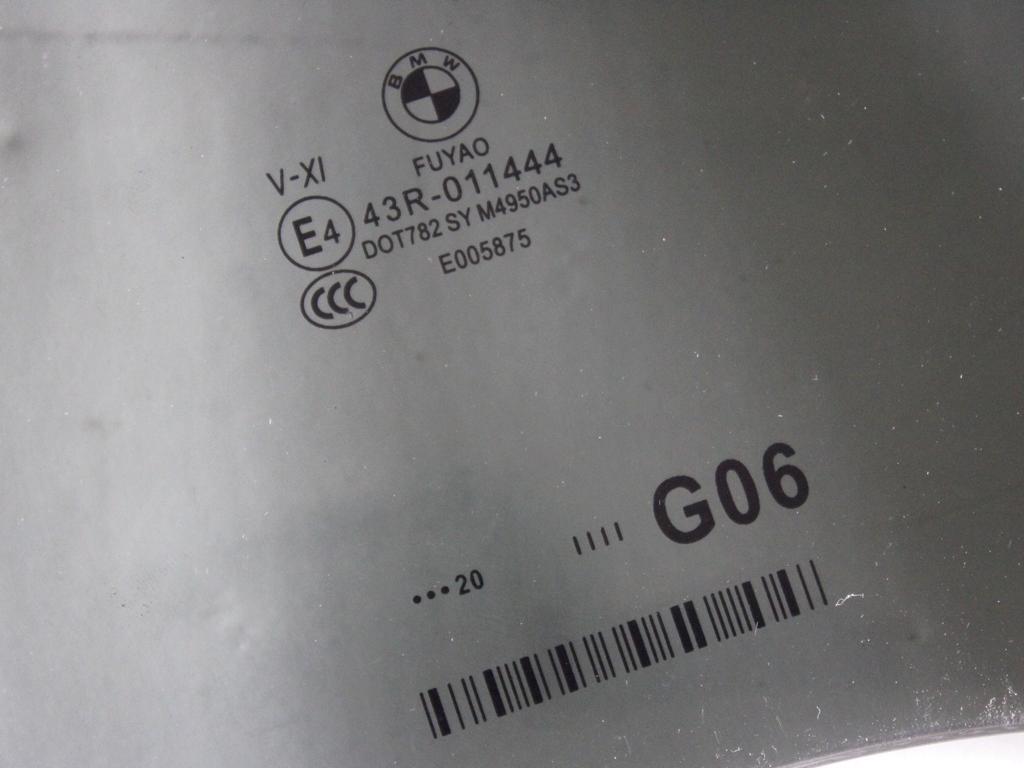 BMW
FUYAO
V-XI
E4
43R-011444
DOT782 SY M4950AS3
E005875
CCC
G06
...20